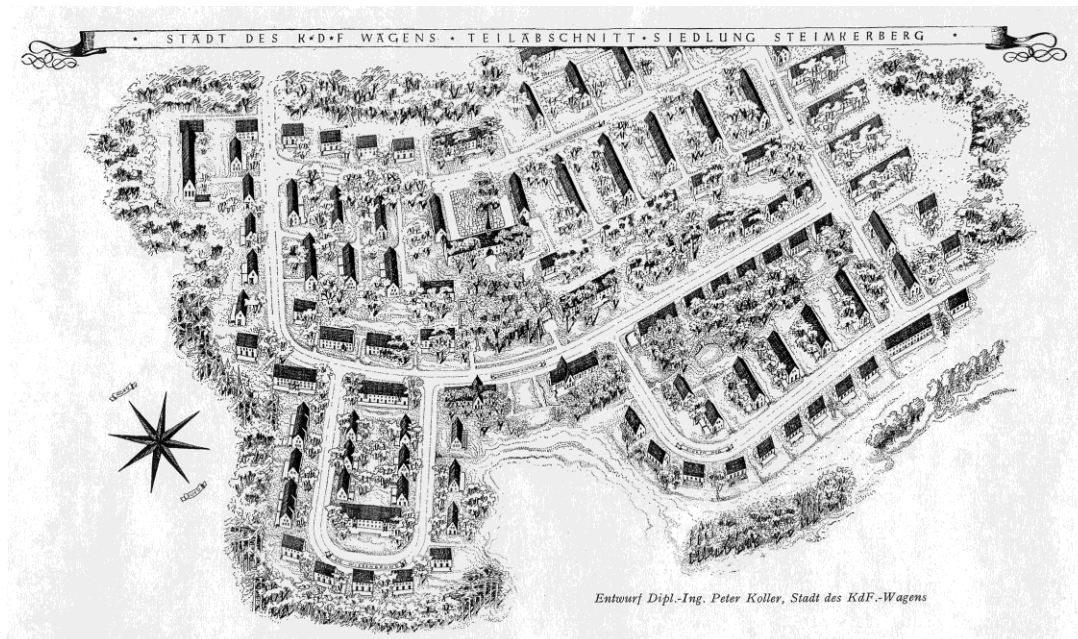 · STADT DES K·D·F WAGENS · TEILABSCHNITT · SIEDLUNG STEIMKERBERG ·
Entwurf Dipl.-Ing. Peter Koller, Stadt des KdF.-Wagens